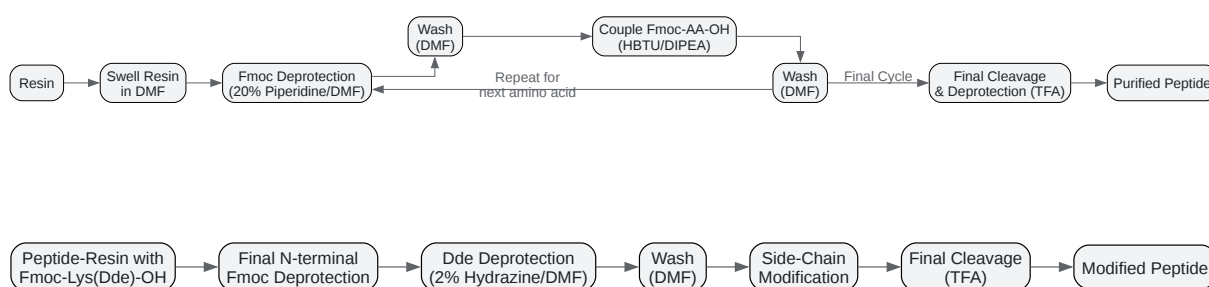 Resin
Swell Resin
in DMF
Fmoc Deprotection
(20% Piperidine/DMF)
Wash
(DMF)
Couple Fmoc-AA-OH
(HBTU/DIPEA)
Wash
(DMF)
Repeat for
next amino acid
Final Cycle
Final Cleavage
& Deprotection (TFA)
Purified Peptide
Peptide-Resin with
Fmoc-Lys(Dde)-OH
Final N-terminal
Fmoc Deprotection
Dde Deprotection
(2% Hydrazine/DMF)
Wash
(DMF)
Side-Chain
Modification
Final Cleavage
(TFA)
Modified Peptide